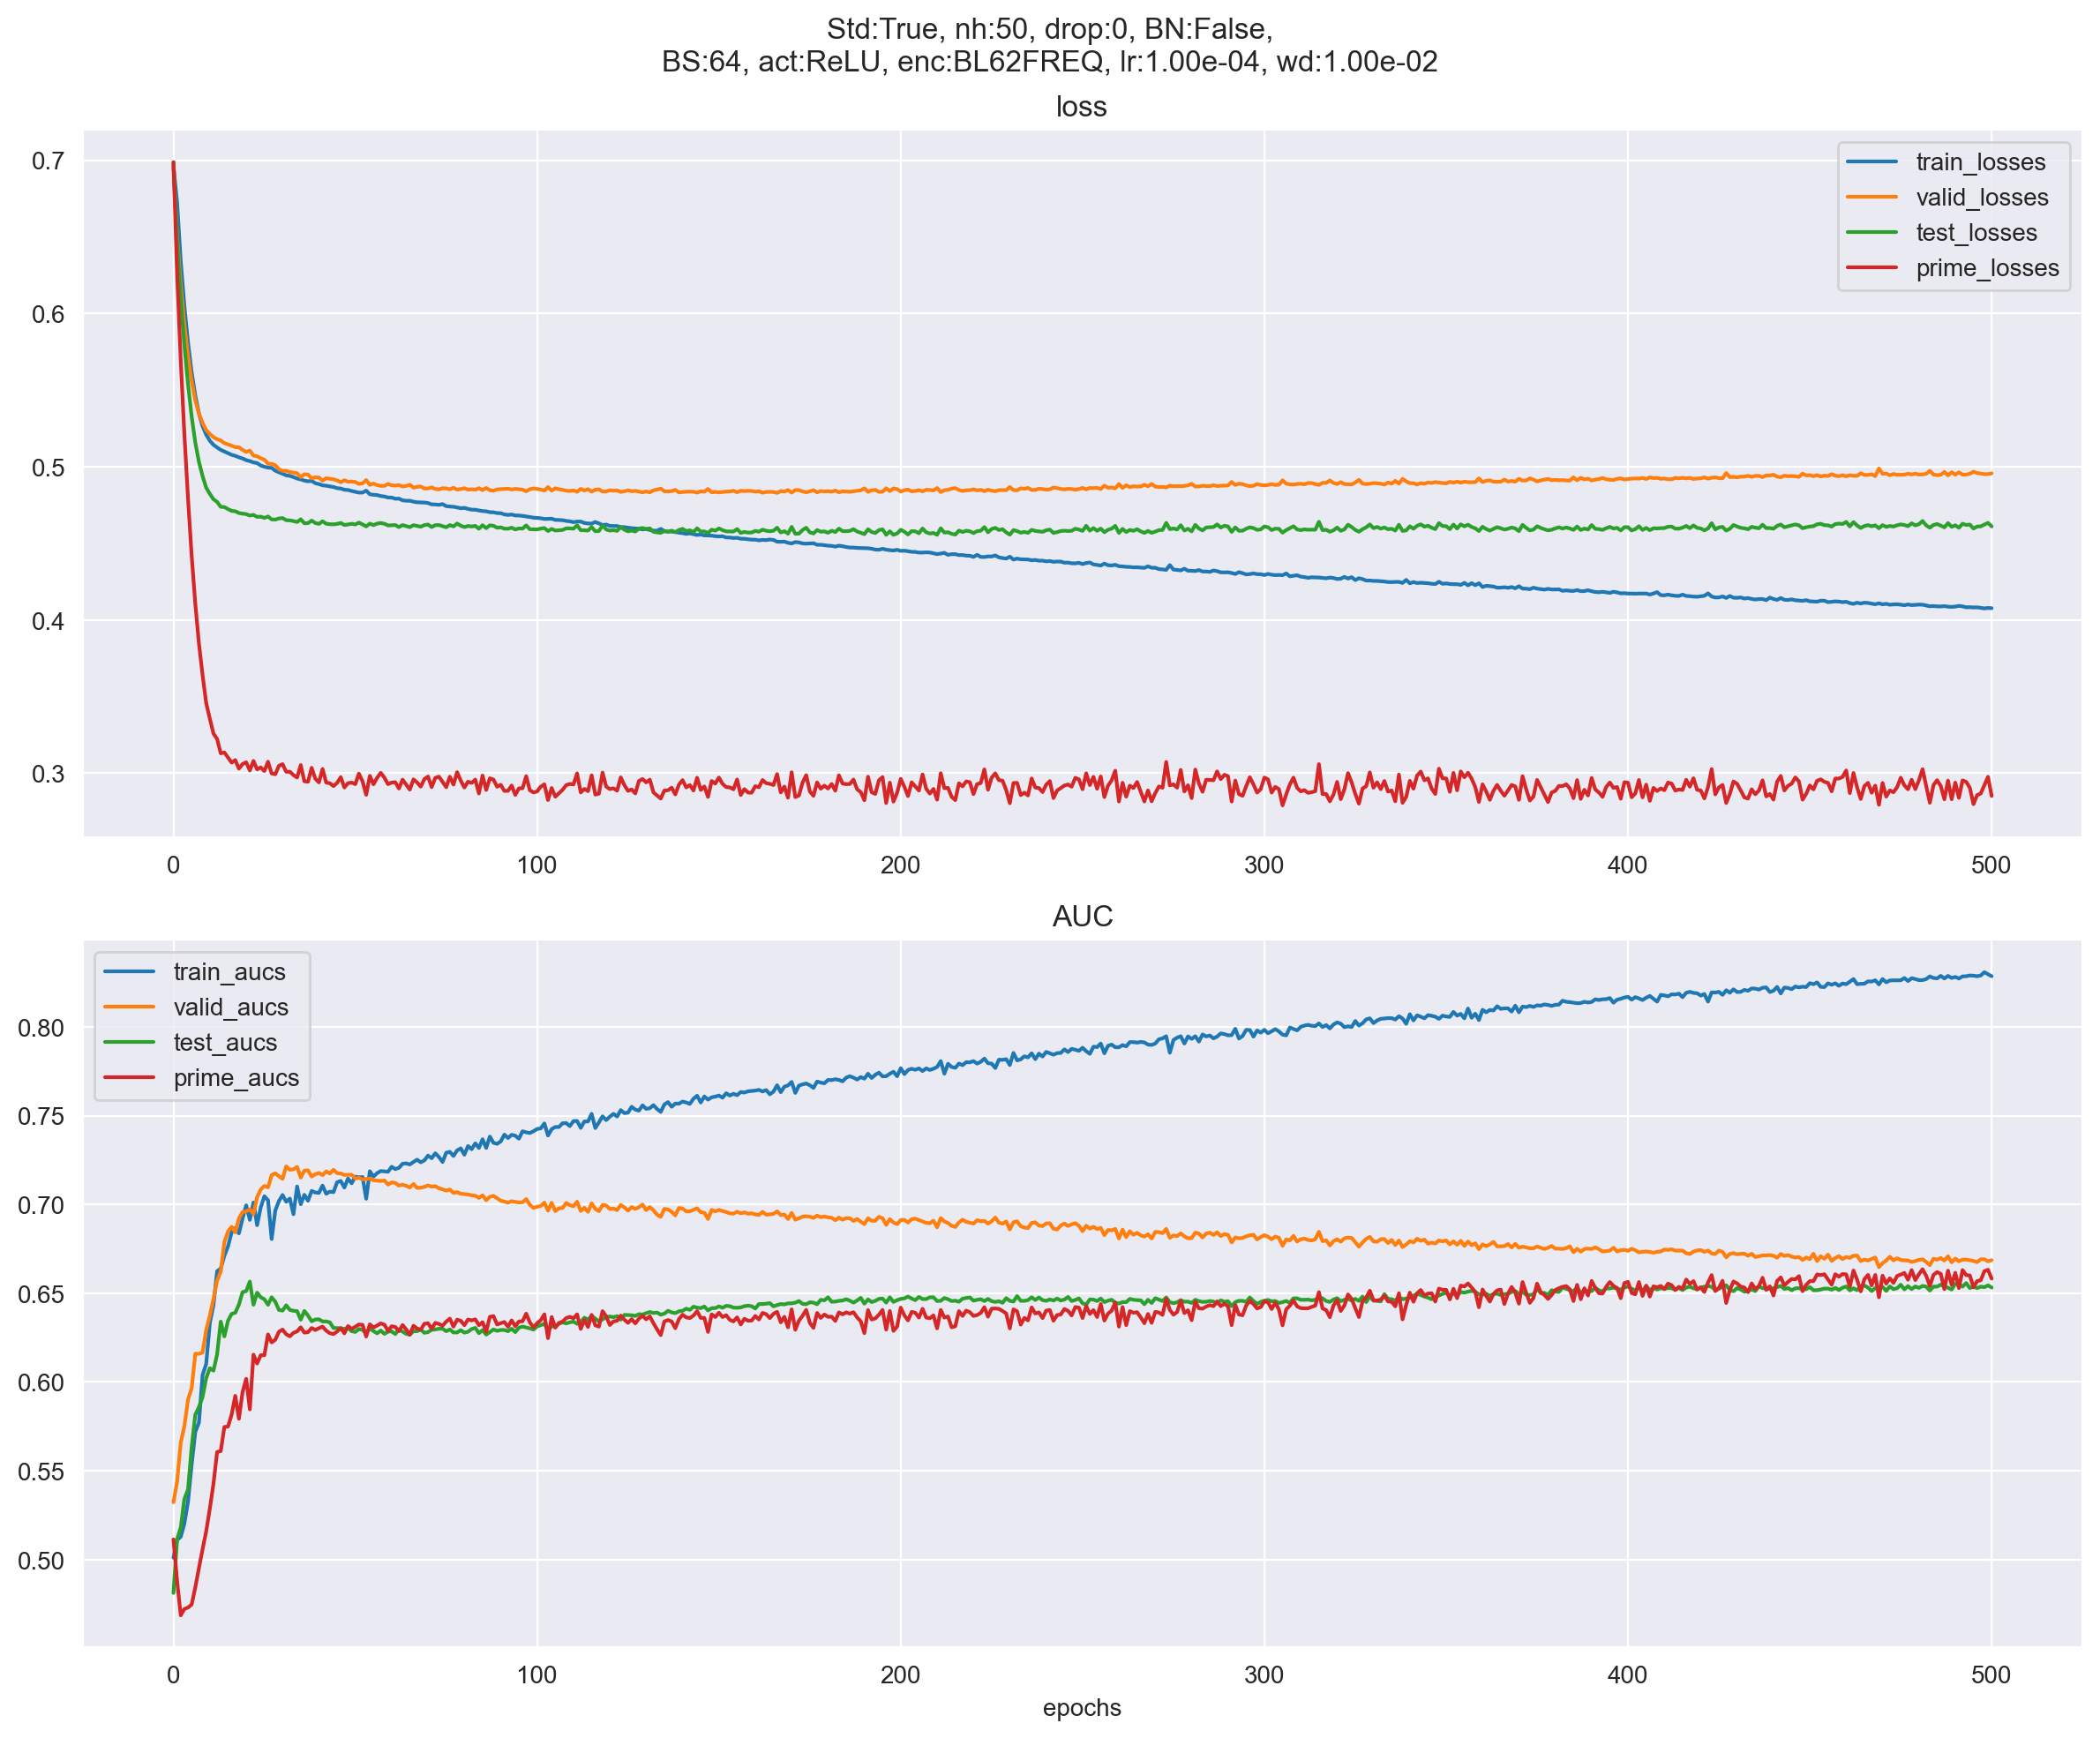 Std:True, nh:50, drop:0, BN:False,
BS:64, act:ReLU, enc:BL62FREQ, lr:1.00e-04, wd:1.00e-02
loss
0.7
0.6
0.5
0.4
0.3
train_losses
valid_losses
test_losses
prime_losses
0 100 200 300 400 500
AUC
0.80
0.75
0.70
0.65
0.60
0.55
0.50
train_aucs
valid_aucs
test_aucs
prime_aucs
0 100 200 300 400 500
epochs